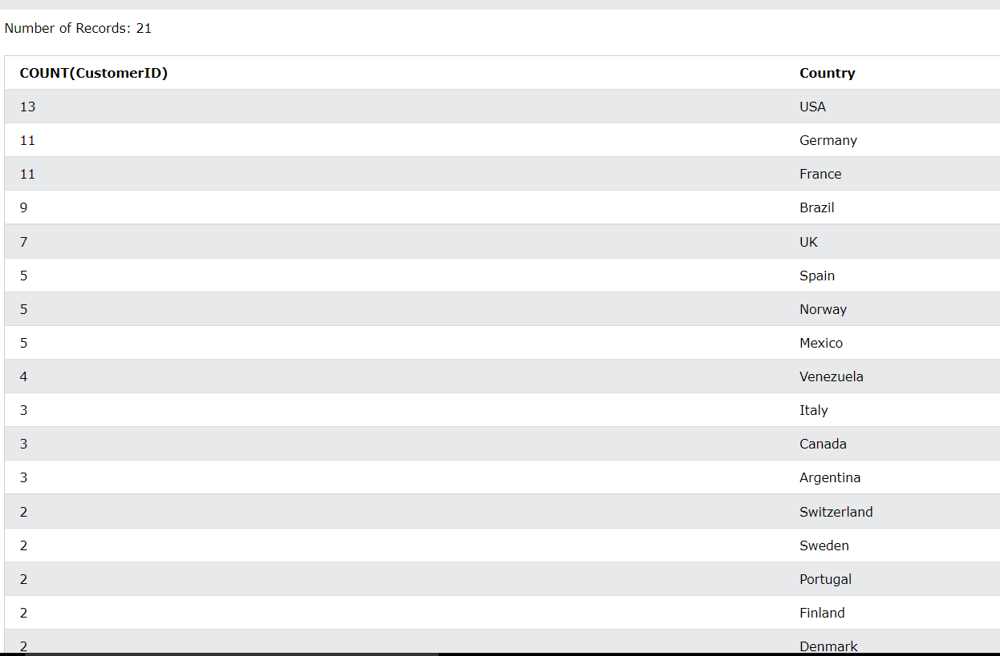 Number of Records: 21
COUNT(CustomerID) Country
13 USA
11 Germany
11 France
9 Brazil
7 UK
5 Spain
5 Norway
5 Mexico
4 Venezuela
3 Italy
3 Canada
3 Argentina
2 Switzerland
2 Sweden
2 Portugal
2 Finland
2 Denmark